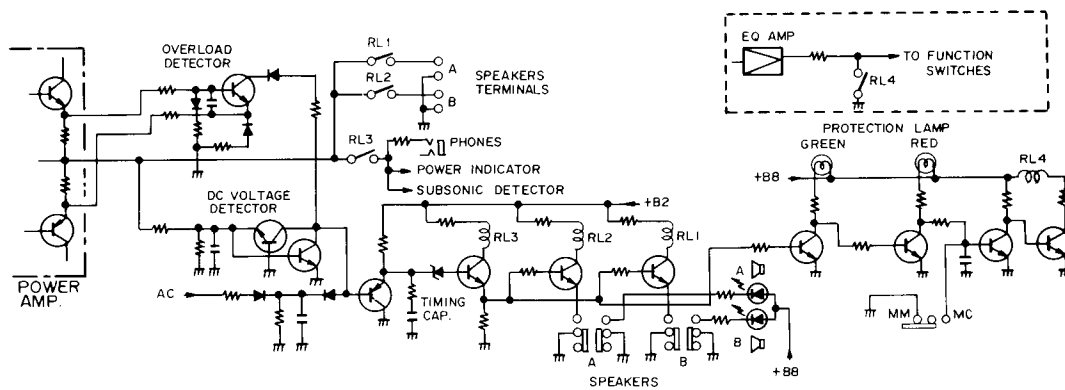 OVERLOAD
DETECTOR
RL1
RL2
A
B
SPEAKERS
TERMINALS
EQ AMP
TO FUNCTION
SWITCHES
RL4
RL3
PHONES
POWER INDICATOR
SUBSONIC DETECTOR
PROTECTION LAMP
GREEN
RED
RL4
+B8
DC VOLTAGE
DETECTOR
+B2
RL3
RL2
RL1
POWER
AMP.
AC
TIMING
CAP.
A
B
MM
MC
A
B
+B8
SPEAKERS